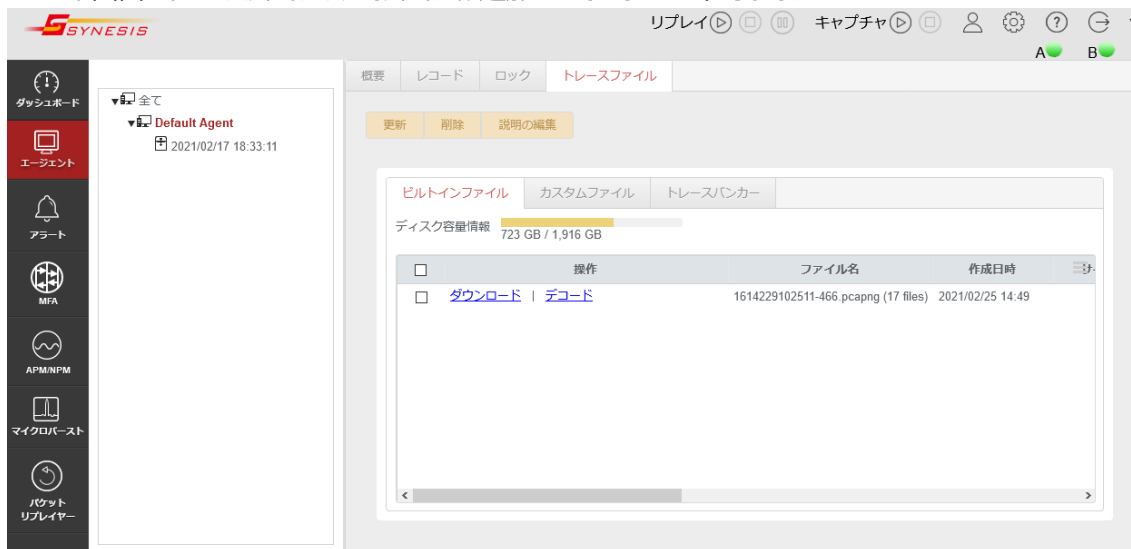 SYNESIS
リプレイ キャプチャ
A B
ダッシュボード
エージェント
アラート
MFA
APM/NPM
マイクロバースト
パケット
リプレイヤー
全て
Default Agent
2021/02/17 18:33:11
概要 レコード ロック トレースファイル
更新 削除 説明の編集
ビルトインファイル カスタムファイル トレースバンカー
ディスク容量情報 723 GB / 1,916 GB
操作 ファイル名 作成日時
ダウンロード | デコード 1614229102511-466.pcapng (17 files) 2021/02/25 14:49